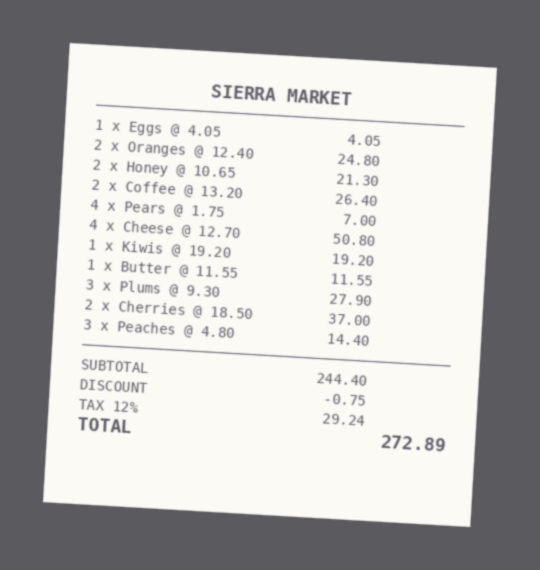 SIERRA MARKET
1 x Eggs @ 4.05 4.05
2 x Oranges @ 12.40 24.80
2 x Honey @ 10.65 21.30
2 x Coffee @ 13.20 26.40
4 x Pears @ 1.75 7.00
4 x Cheese @ 12.70 50.80
1 x Kiwis @ 19.20 19.20
1 x Butter @ 11.55 11.55
3 x Plums @ 9.30 27.90
2 x Cherries @ 18.50 37.00
3 x Peaches @ 4.80 14.40
SUBTOTAL 244.40
DISCOUNT -0.75
TAX 12% 29.24
TOTAL 272.89